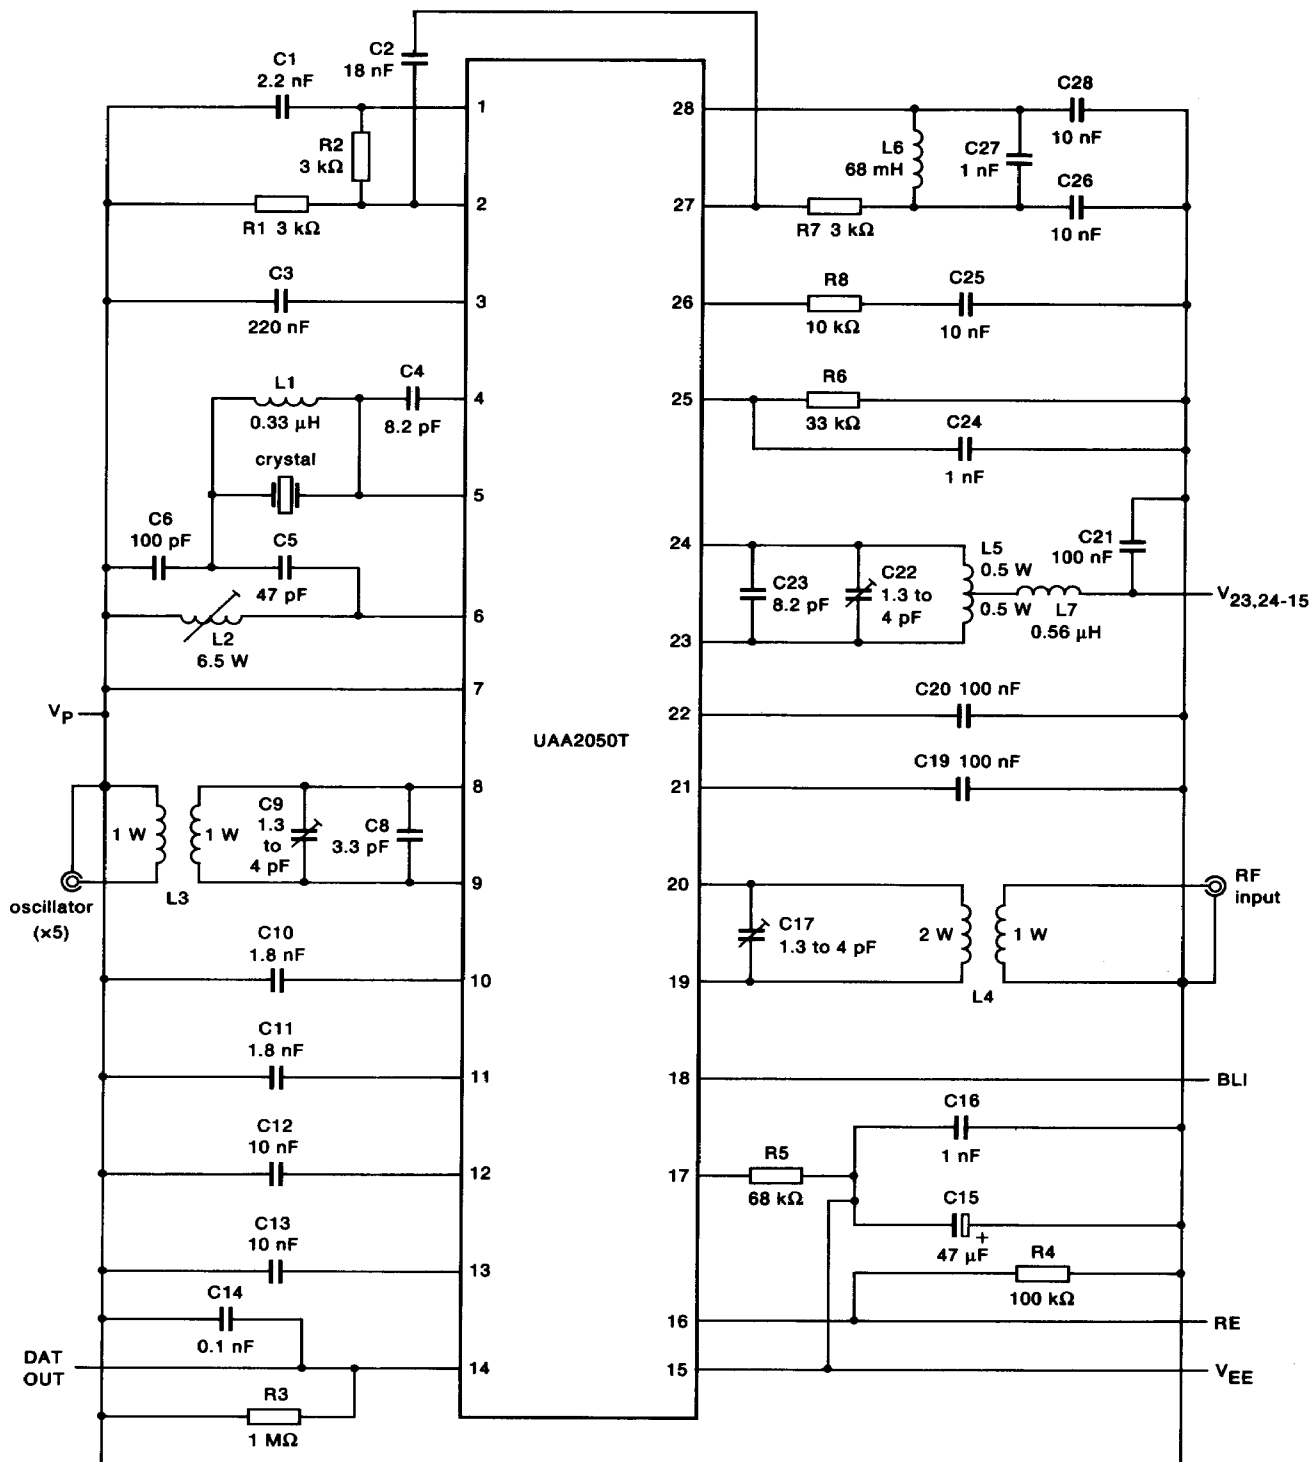 C1
2.2 nF
C2
18 nF
1
R2
3 kΩ
2
R1 3 kΩ
C3
220 nF
3
L1
0.33 μH
C4
8.2 pF
4
crystal
5
C6
100 pF
C5
47 pF
L2
6.5 W
6
7
VP
UAA2050T
8
1 W
1 W
L3
C9
1.3
to
4 pF
C8
3.3 pF
9
oscillator
(x5)
C10
1.8 nF
10
C11
1.8 nF
11
C12
10 nF
12
C13
10 nF
13
C14
0.1 nF
DAT
OUT
14
R3
1 MΩ
28
C28
10 nF
L6
68 mH
C27
1 nF
27
C26
10 nF
R7 3 kΩ
26
R8
10 kΩ
C25
10 nF
25
R6
33 kΩ
C24
1 nF
24
C23
8.2 pF
C22
1.3 to
4 pF
L5
0.5 W
0.5 W
L7
0.56 μH
C21
100 nF
V23,24-15
23
C20 100 nF
22
C19 100 nF
21
20
C17
1.3 to 4 pF
2 W
1 W
L4
RF
input
19
18
BLI
C16
1 nF
R5
68 kΩ
17
C15
+
47 μF
R4
100 kΩ
16
RE
15
VEE